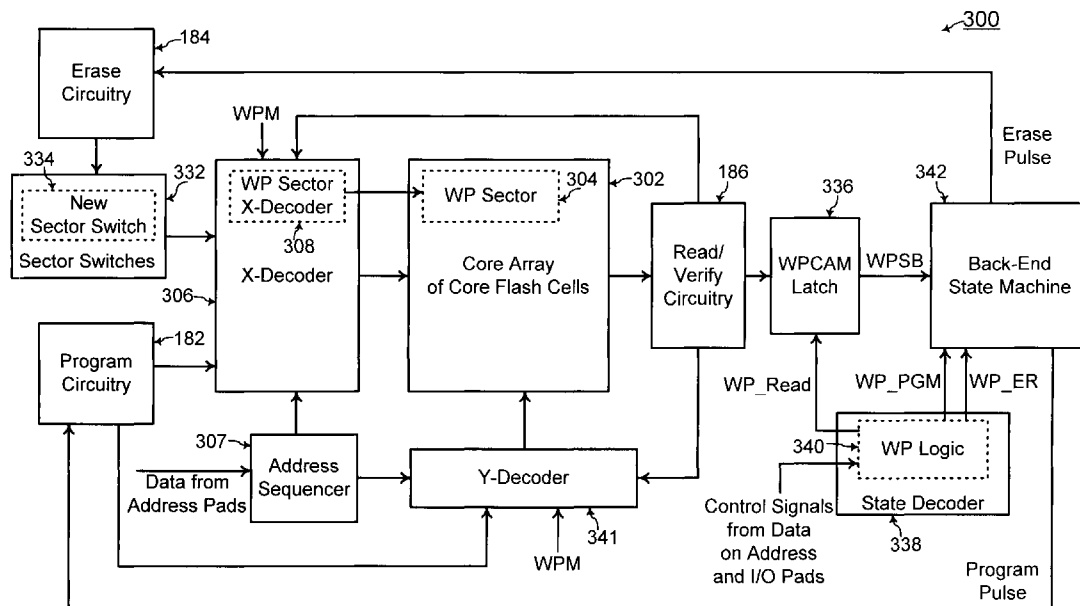 300
184
Erase
Circuitry
WPM
334
332
New
Sector Switch
Sector Switches
WP Sector
X-Decoder
308
X-Decoder
306
WP Sector
304
302
Core Array
of Core Flash Cells
186
Read/
Verify
Circuitry
336
WPCAM
Latch
WPSB
Erase
Pulse
342
Back-End
State Machine
182
Program
Circuitry
WP_Read
WP_PGM
WP_ER
307
Address
Sequencer
Data from
Address Pads
Y-Decoder
341
WPM
340
WP Logic
State Decoder
338
Control Signals
from Data
on Address
and I/O Pads
Program
Pulse